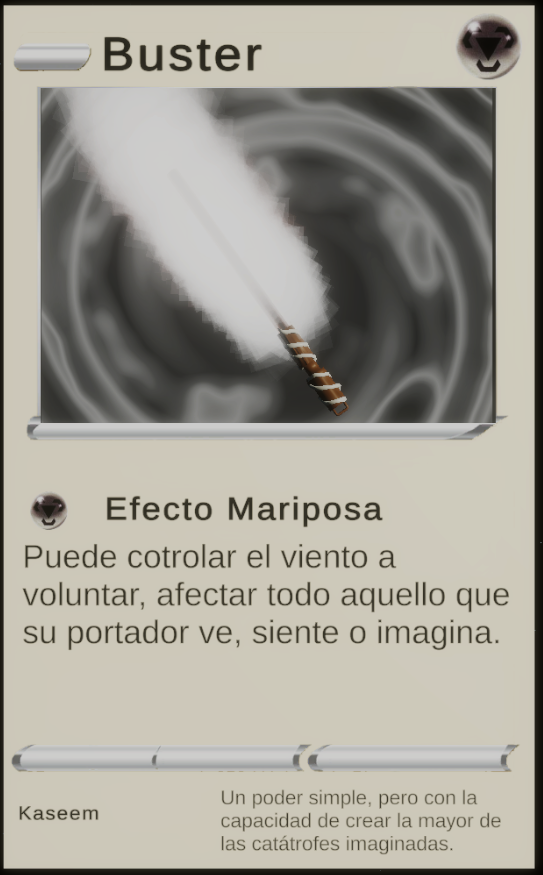 Buster
Efecto Mariposa
Puede cotrolar el viento a
voluntar, afectar todo aquello que
su portador ve, siente o imagina.
Kaseem
Un poder simple, pero con la
capacidad de crear la mayor de
las catátrofes imaginadas.